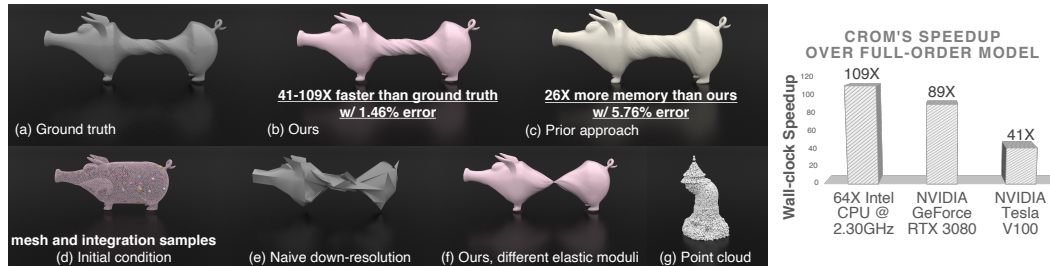 41-109X faster than ground truth
w/ 1.46% error
26X more memory than ours
w/ 5.76% error
(a) Ground truth
(b) Ours
(c) Prior approach
mesh and integration samples
(d) Initial condition
(e) Naive down-resolution
(f) Ours, different elastic moduli
(g) Point cloud
CROM'S SPEEDUP
OVER FULL-ORDER MODEL
Wall-clock Speedup
120
100
80
60
40
20
0
109X
89X
41X
64X Intel
CPU @
2.30GHz
NVIDIA
GeForce
RTX 3080
NVIDIA
Tesla
V100